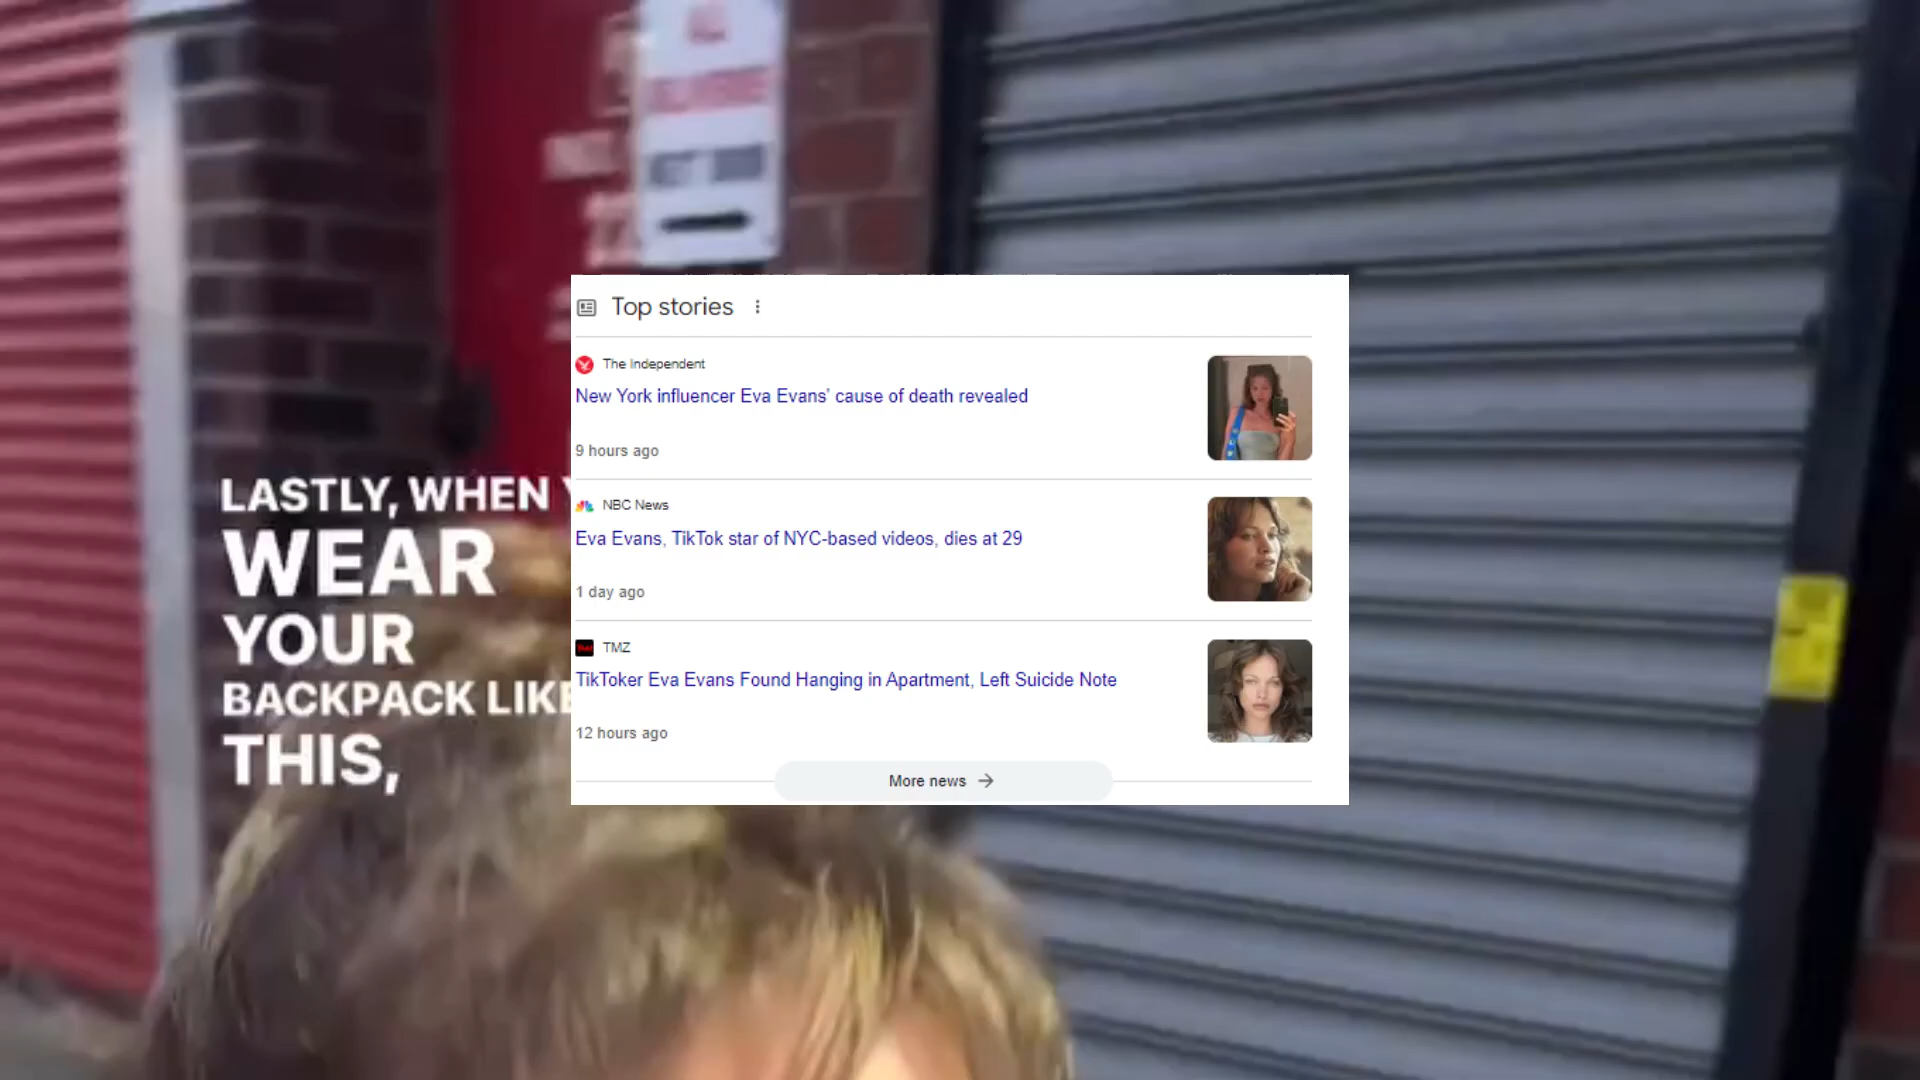 Top stories
The Independent
New York influencer Eva Evans' cause of death revealed
9 hours ago
NBC News
Eva Evans, TikTok star of NYC-based videos, dies at 29
1 day ago
TMZ
TikToker Eva Evans Found Hanging in Apartment, Left Suicide Note
12 hours ago
More news
LASTLY, WHEN
WEAR
YOUR
BACKPACK LIKE
THIS,